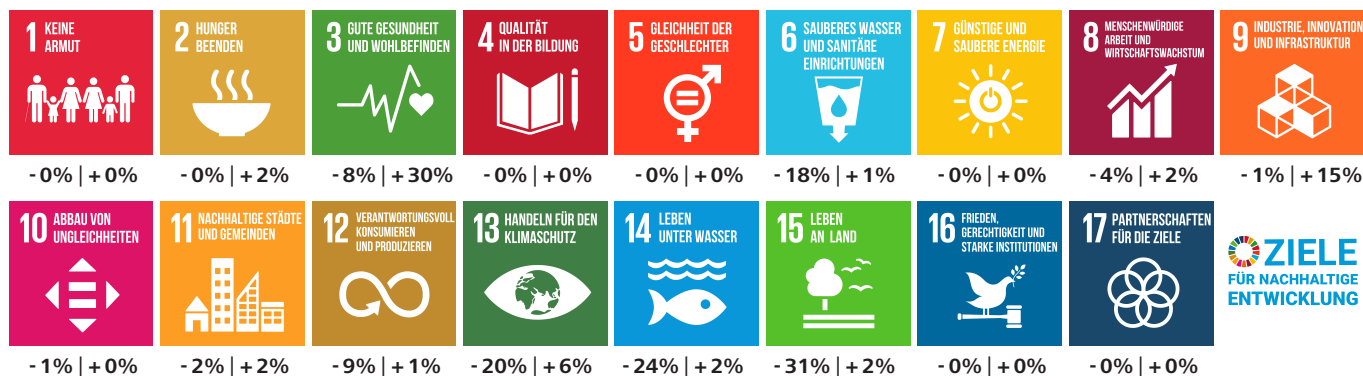 1 KEINE
ARMUT
2 HUNGER
BEENDEN
3 GUTE GESUNDHEIT
UND WOHLBEFINDEN
4 QUALITÄT
IN DER BILDUNG
5 GLEICHHEIT DER
GESCHLECHTER
6 SAUBERES WASSER
UND SANITÄRE
EINRICHTUNGEN
7 GÜNSTIGE UND
SAUBERE ENERGIE
8 MENSCHENWÜRDIGE
ARBEIT UND
WIRTSCHAFTSWACHSTUM
9 INDUSTRIE, INNOVATION
UND INFRASTRUKTUR
-0% | +0%
-0% | +2%
-8% | +30%
-0% | +0%
-0% | +0%
-18% | +1%
-0% | +0%
-4% | +2%
-1% | +15%
10 ABBAU VON
UNGLEICHHEITEN
11 NACHHALTIGE STÄDTE
UND GEMEINDEN
12 VERANTWORTUNGSVOLL
KONSUMIEREN
UND PRODUZIEREN
13 HANDELN FÜR DEN
KLIMASCHUTZ
14 LEBEN
UNTER WASSER
15 LEBEN
AN LAND
16 FRIEDEN,
GERECHTIGKEIT UND
STARKE INSTITUTIONEN
17 PARTNERSCHAFTEN
FÜR DIE ZIELE
ZIELE
FÜR NACHHALTIGE
ENTWICKLUNG
-1% | +0%
-2% | +2%
-9% | +1%
-20% | +6%
-24% | +2%
-31% | +2%
-0% | +0%
-0% | +0%